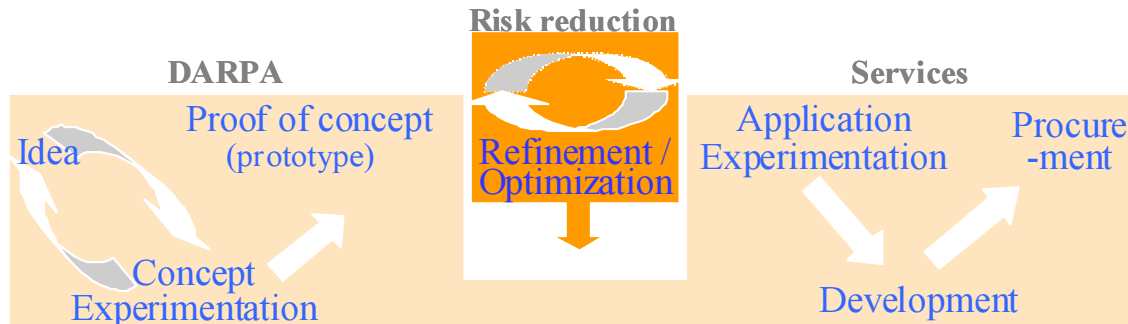 Risk reduction
DARPA
Services
Idea
Proof of concept
(prototype)
Concept
Experimentation
Refinement /
Optimization
Application
Experimentation
Development
Procure
-ment